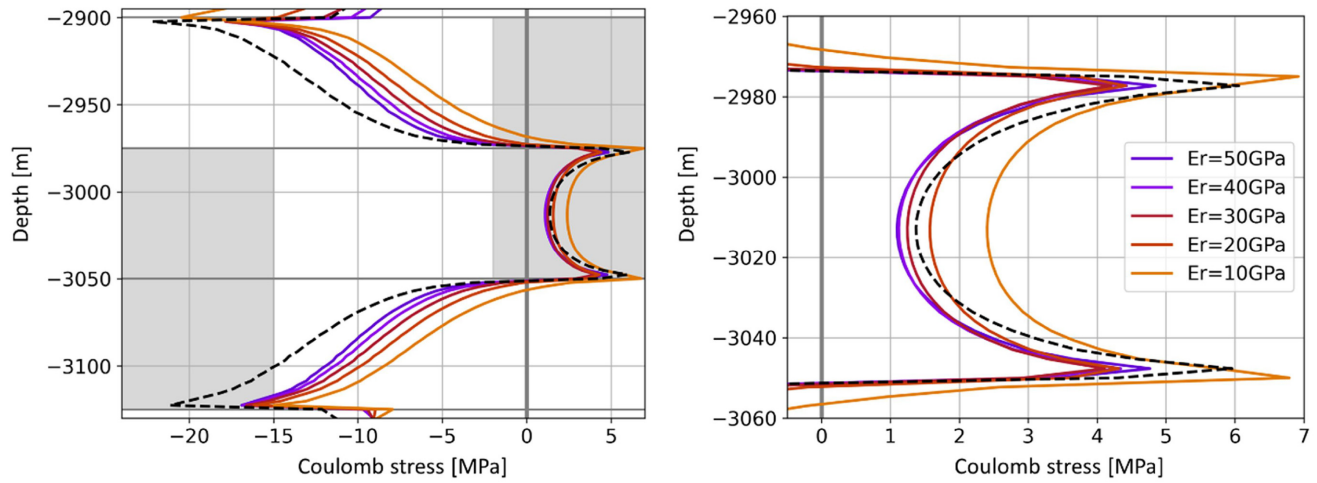 −2900
−2950
−3000
−3050
−3100
Depth [m]
−20 −15 −10 −5 0 5
Coulomb stress [MPa]
−2960
−2980
−3000
−3020
−3040
−3060
Depth [m]
0 1 2 3 4 5 6 7
Coulomb stress [MPa]
Er=50GPa
Er=40GPa
Er=30GPa
Er=20GPa
Er=10GPa